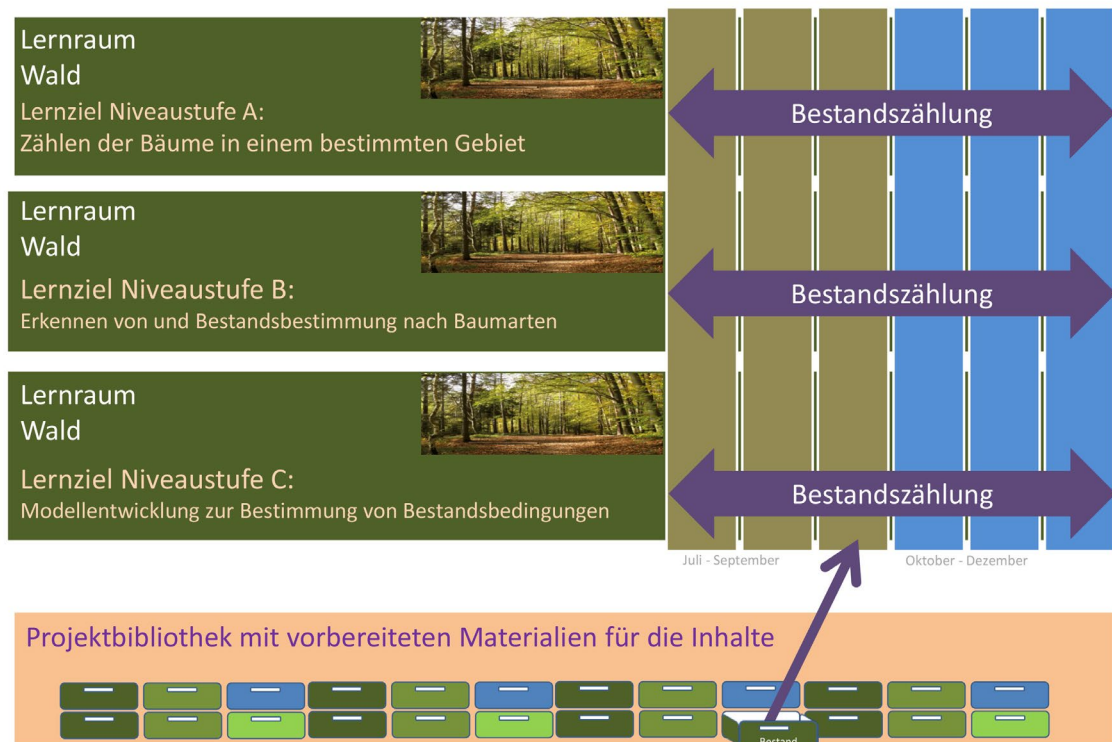 Lernraum
Wald
Lernziel Niveaustufe A:
Zählen der Bäume in einem bestimmten Gebiet
Bestandszählung
Lernraum
Wald
Lernziel Niveaustufe B:
Erkennen von und Bestandsbestimmung nach Baumarten
Bestandszählung
Lernraum
Wald
Lernziel Niveaustufe C:
Modellentwicklung zur Bestimmung von Bestandsbedingungen
Bestandszählung
Juli - September
Oktober - Dezember
Projektbibliothek mit vorbereiteten Materialien für die Inhalte
Bestand